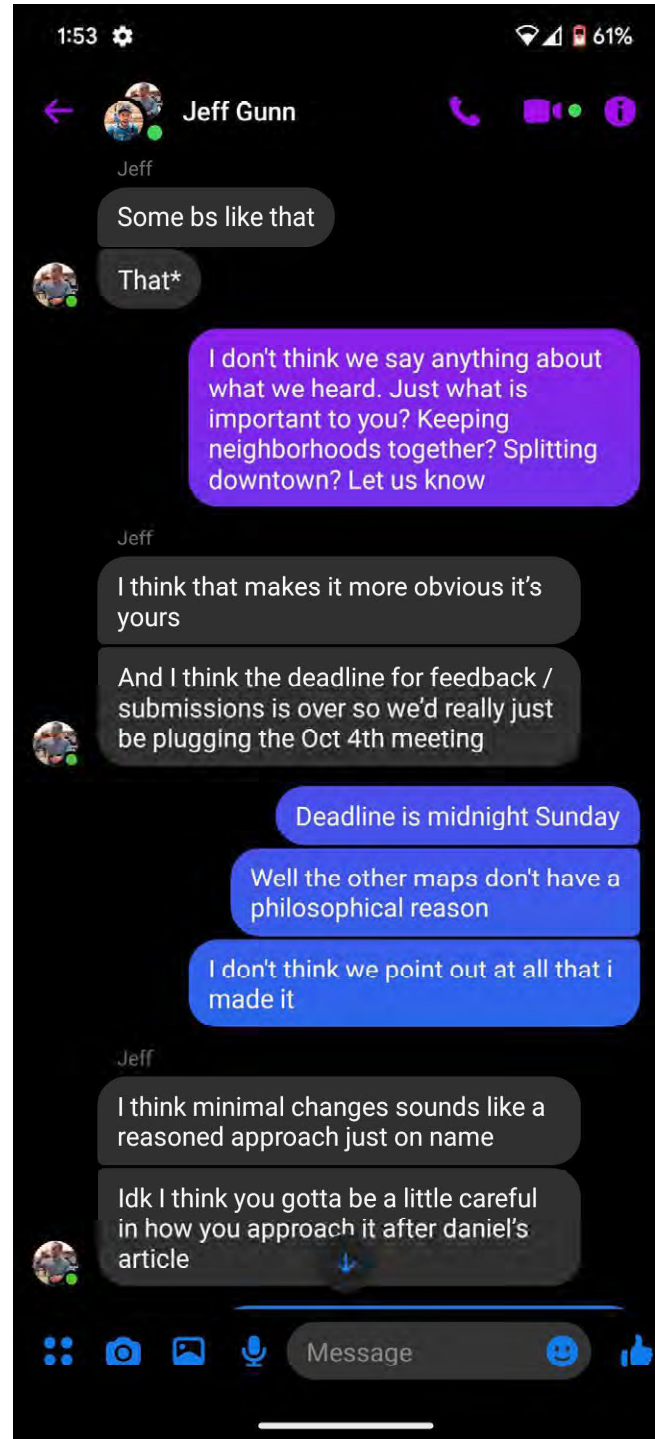 1:53
61%
Jeff Gunn
Jeff
Some bs like that
That*
I don't think we say anything about
what we heard. Just what is
important to you? Keeping
neighborhoods together? Splitting
downtown? Let us know
Jeff
I think that makes it more obvious it's
yours
And I think the deadline for feedback /
submissions is over so we'd really just
be plugging the Oct 4th meeting
Deadline is midnight Sunday
Well the other maps don't have a
philosophical reason
I don't think we point out at all that i
made it
Jeff
I think minimal changes sounds like a
reasoned approach just on name
Idk I think you gotta be a little careful
in how you approach it after daniel's
article
Message